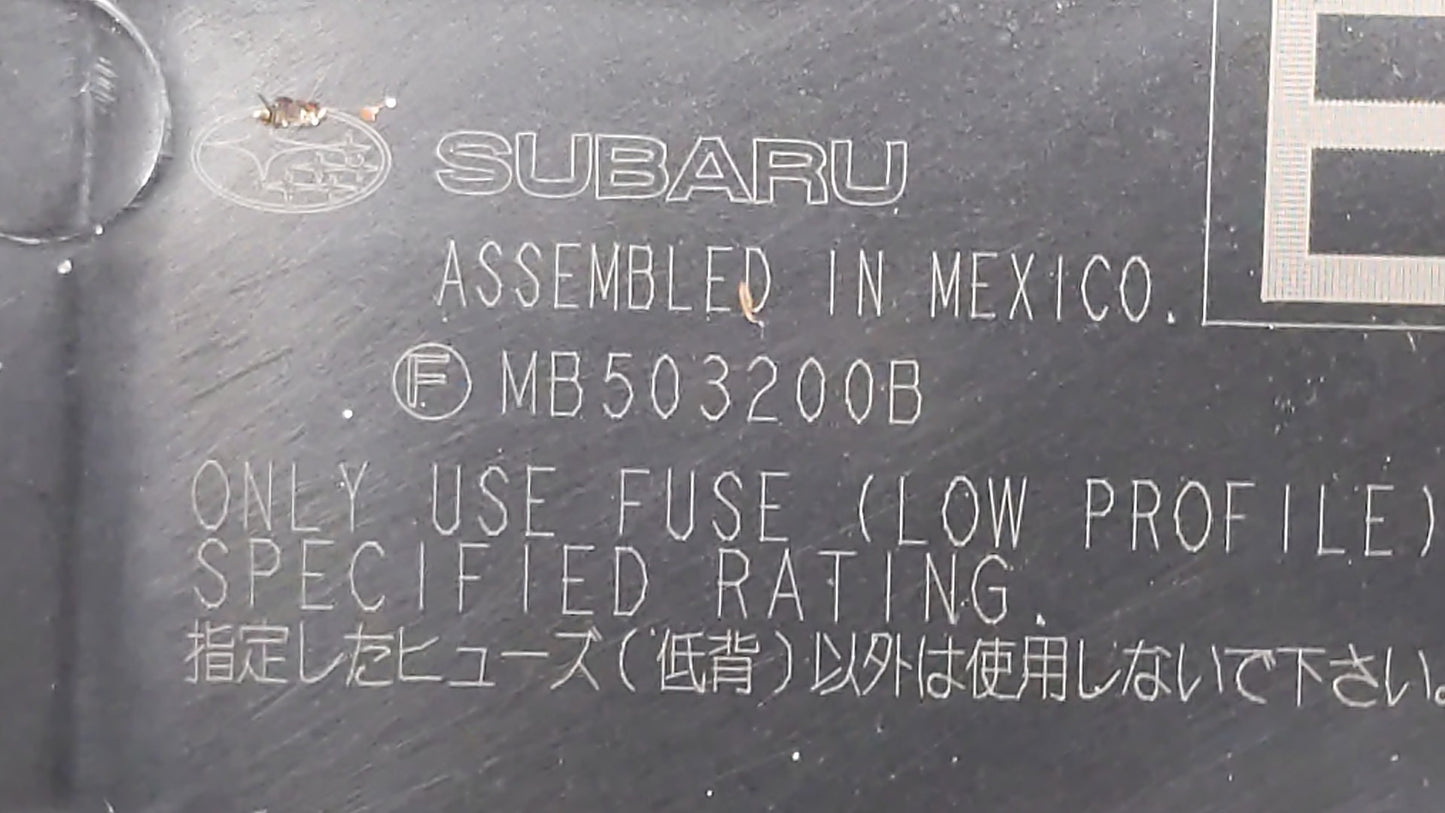 SUBARU
ASSEMBLED IN MEXICO.
Ⓕ MB503200B
ONLY USE FUSE (LOW PROFILE)
SPECIFIED RATING.
指定したヒューズ(低背)以外は使用しないで下さい。